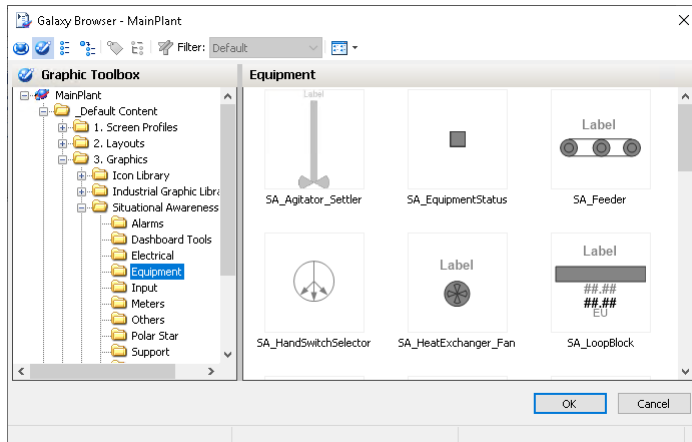 Galaxy Browser - MainPlant
Filter: Default
Graphic Toolbox
MainPlant
_Default Content
1. Screen Profiles
2. Layouts
3. Graphics
Icon Library
Industrial Graphic Libra
Situational Awareness
Alarms
Dashboard Tools
Electrical
Equipment
Input
Meters
Others
Polar Star
Support
Equipment
Label
SA_Agitator_Settler
SA_EquipmentStatus
Label
SA_Feeder
SA_HandSwitchSelector
Label
SA_HeatExchanger_Fan
Label
##.##
##.##
EU
SA_LoopBlock
OK
Cancel